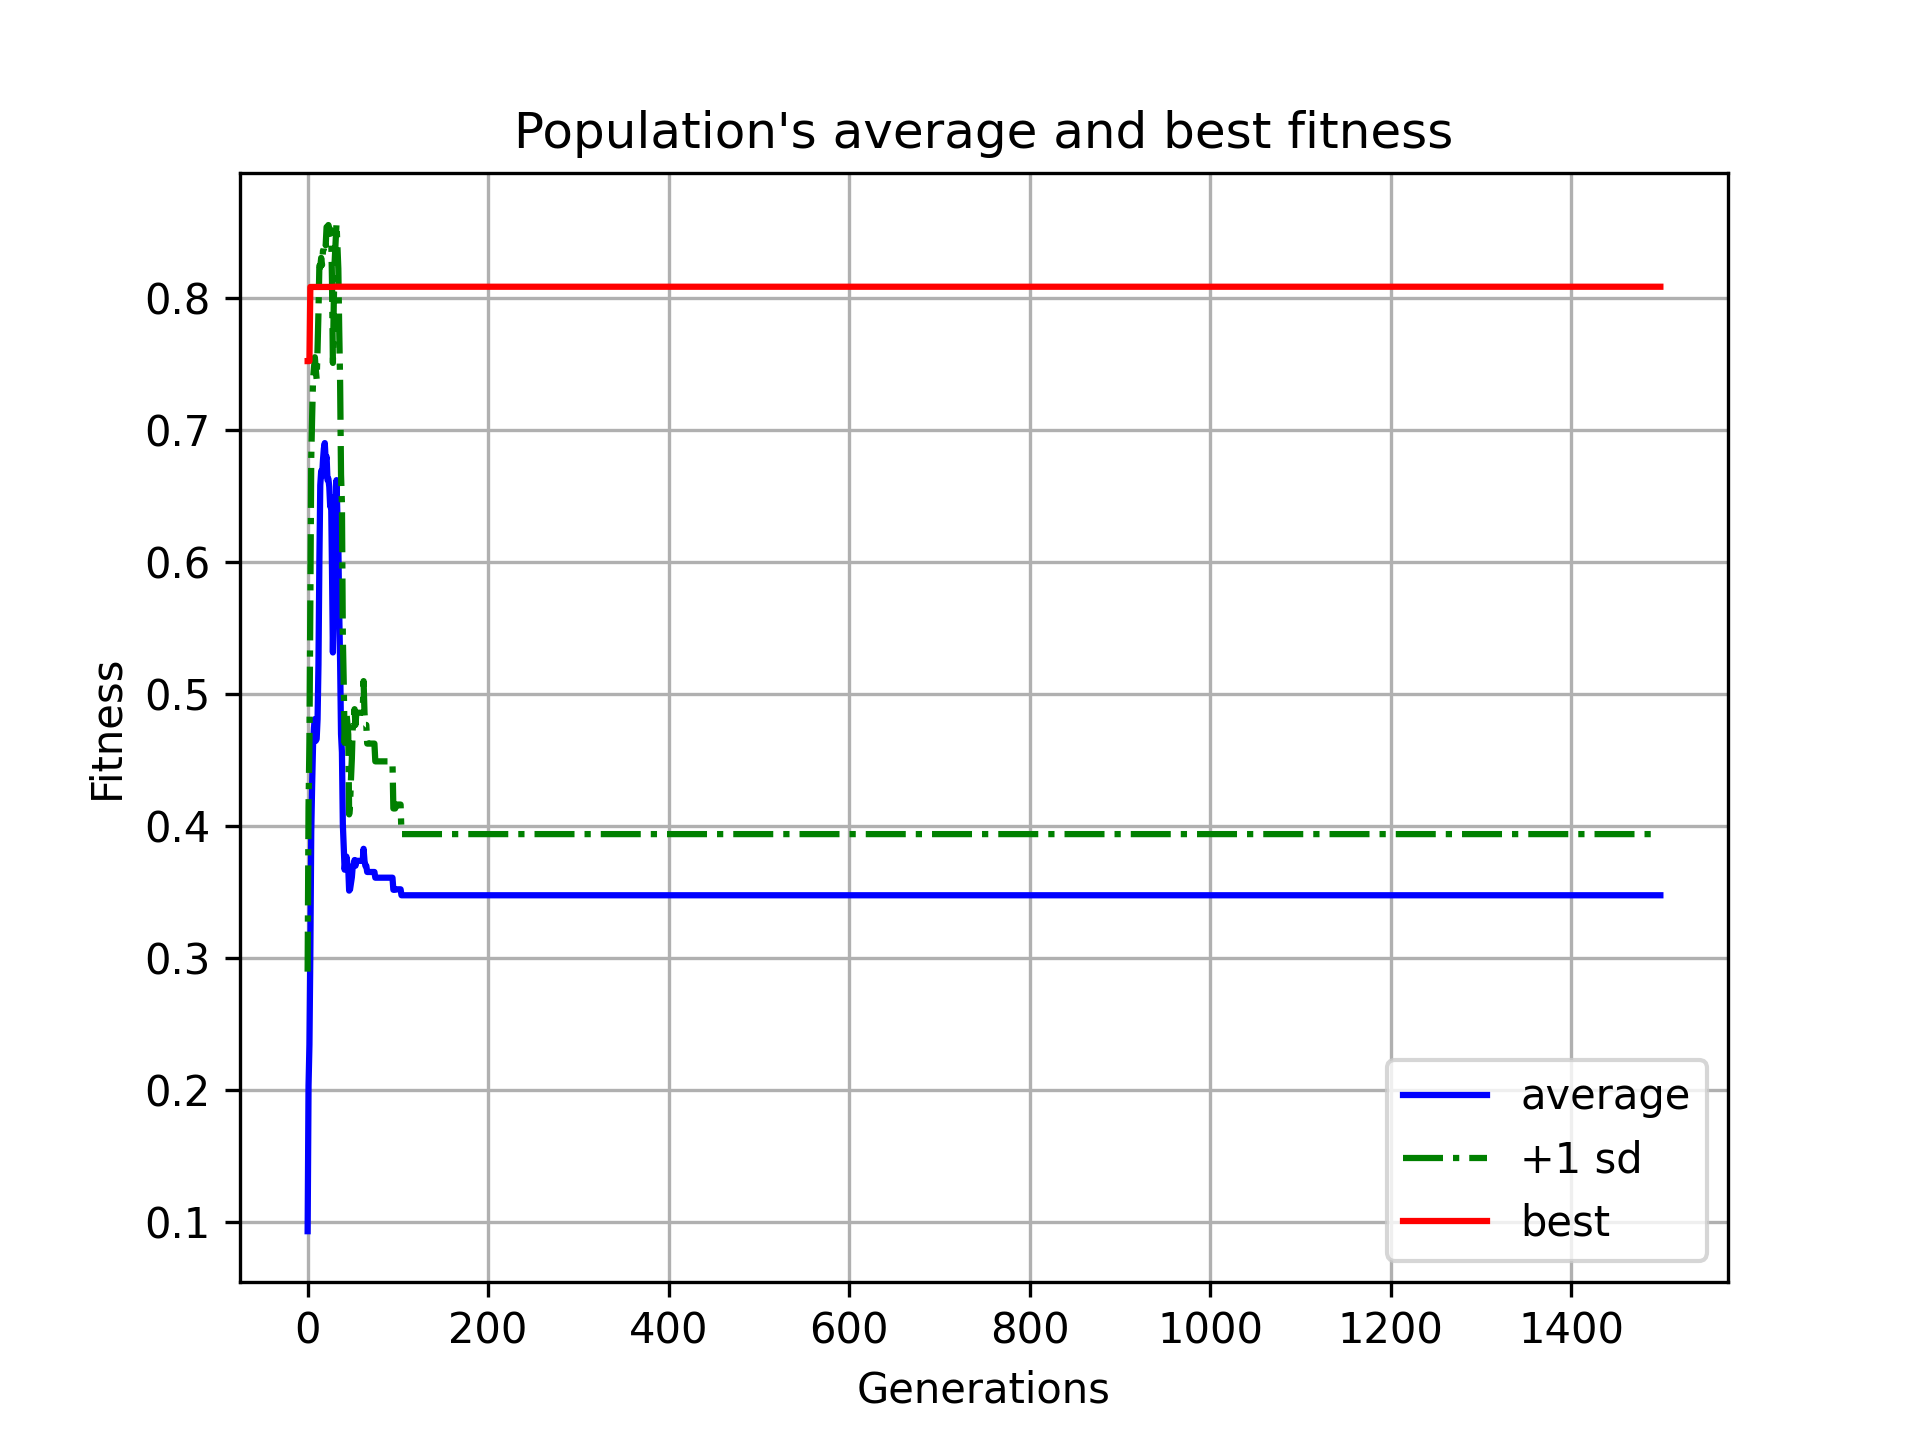 Population's average and best fitness
Fitness
0.8
0.7
0.6
0.5
0.4
0.3
0.2
0.1
0 200 400 600 800 1000 1200 1400
Generations
average
+1 sd
best